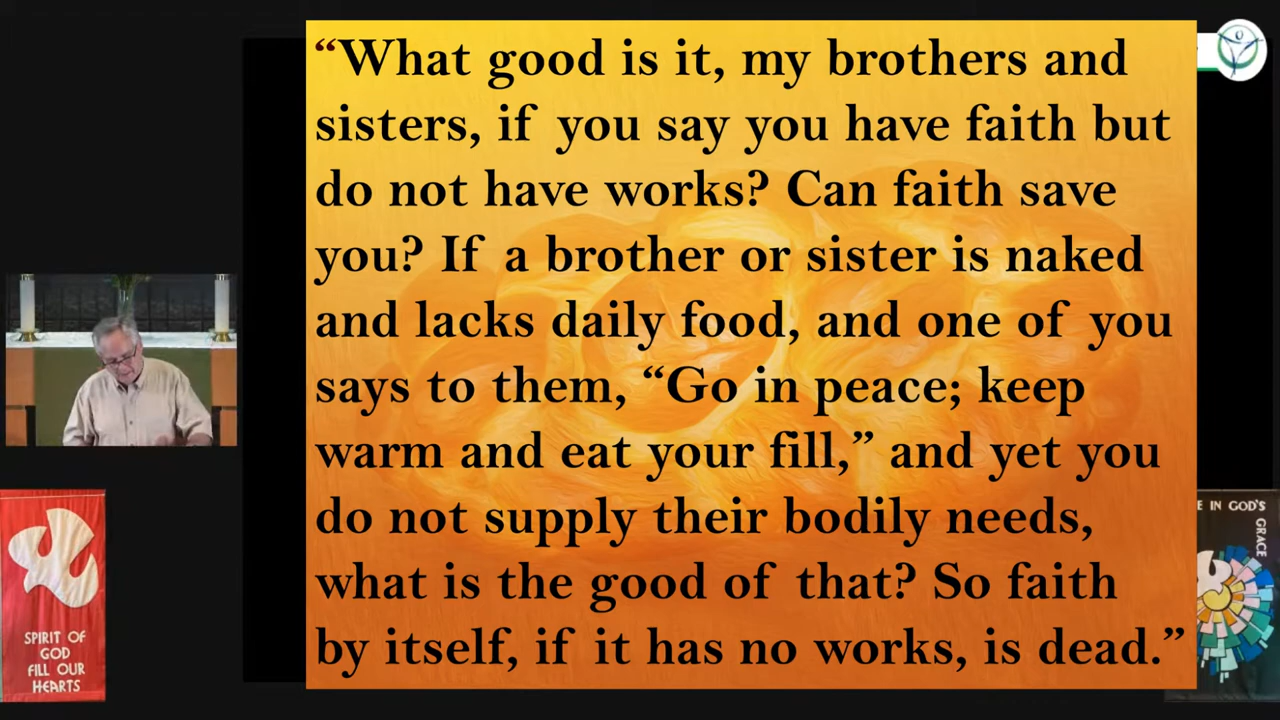 “What good is it, my brothers and
sisters, if you say you have faith but
do not have works? Can faith save
you? If a brother or sister is naked
and lacks daily food, and one of you
says to them, “Go in peace; keep
warm and eat your fill,” and yet you
do not supply their bodily needs,
what is the good of that? So faith
by itself, if it has no works, is dead.”
SPIRIT OF
GOD
FILL OUR
HEARTS
IN GOD'S
GRACE